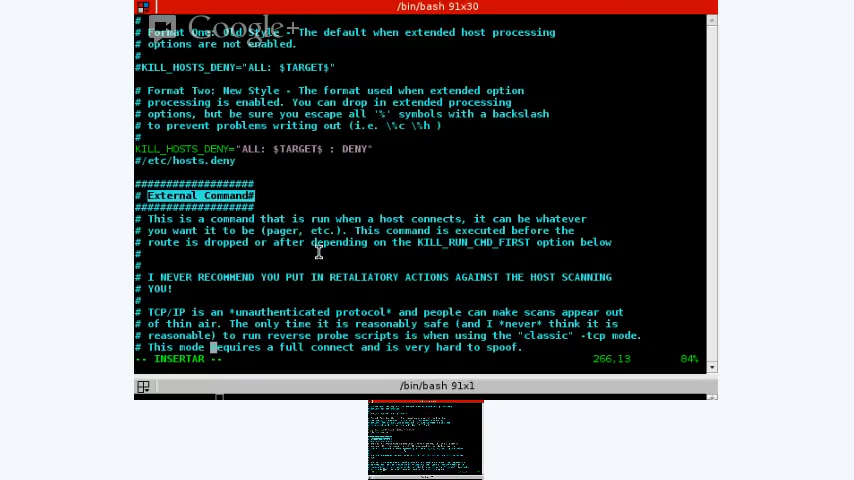 /bin/bash 91x30
Google+
#
# Format One: Old Style - The default when extended host processing
# options are not enabled.
#
#KILL_HOSTS_DENY="ALL: $TARGET$"
# Format Two: New Style - The format used when extended option
# processing is enabled. You can drop in extended processing
# options, but be sure you escape all '%' symbols with a backslash
# to prevent problems writing out (i.e. \%c \%h )
#
KILL_HOSTS_DENY="ALL: $TARGET$ : DENY"
#/etc/hosts.deny
###################
# External Command#
###################
# This is a command that is run when a host connects, it can be whatever
# you want it to be (pager, etc.). This command is executed before the
# route is dropped or after depending on the KILL_RUN_CMD_FIRST option below
#
#
# I NEVER RECOMMEND YOU PUT IN RETALIATORY ACTIONS AGAINST THE HOST SCANNING
# YOU!
#
# TCP/IP is an *unauthenticated protocol* and people can make scans appear out
# of thin air. The only time it is reasonably safe (and I *never* think it is
# reasonable) to run reverse probe scripts is when using the "classic" -tcp mode.
# This mode requires a full connect and is very hard to spoof.
-- INSERTAR -- 266,13 84%
/bin/bash 91x1